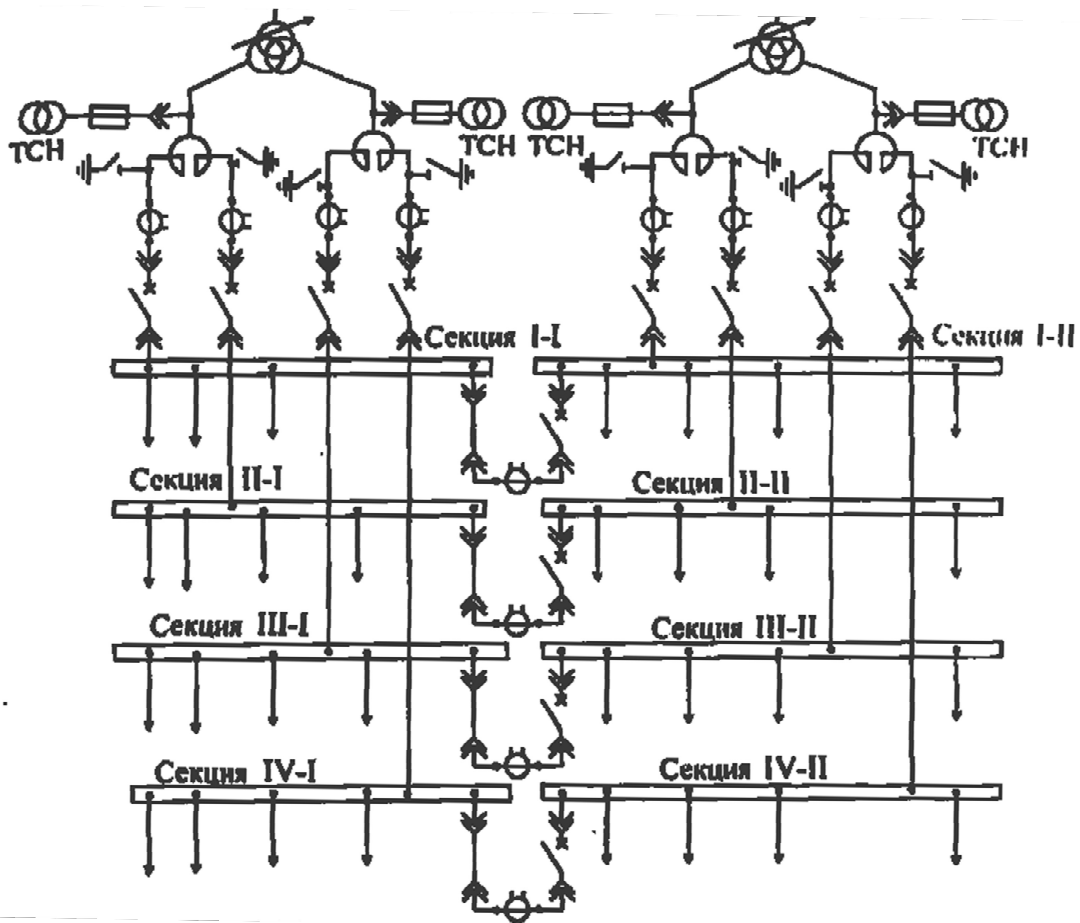 ТСН
ТСН
ТСН
ТСН
Секция I-I
Секция I-II
Секция II-I
Секция II-II
Секция III-I
Секция III-II
Секция IV-I
Секция IV-II